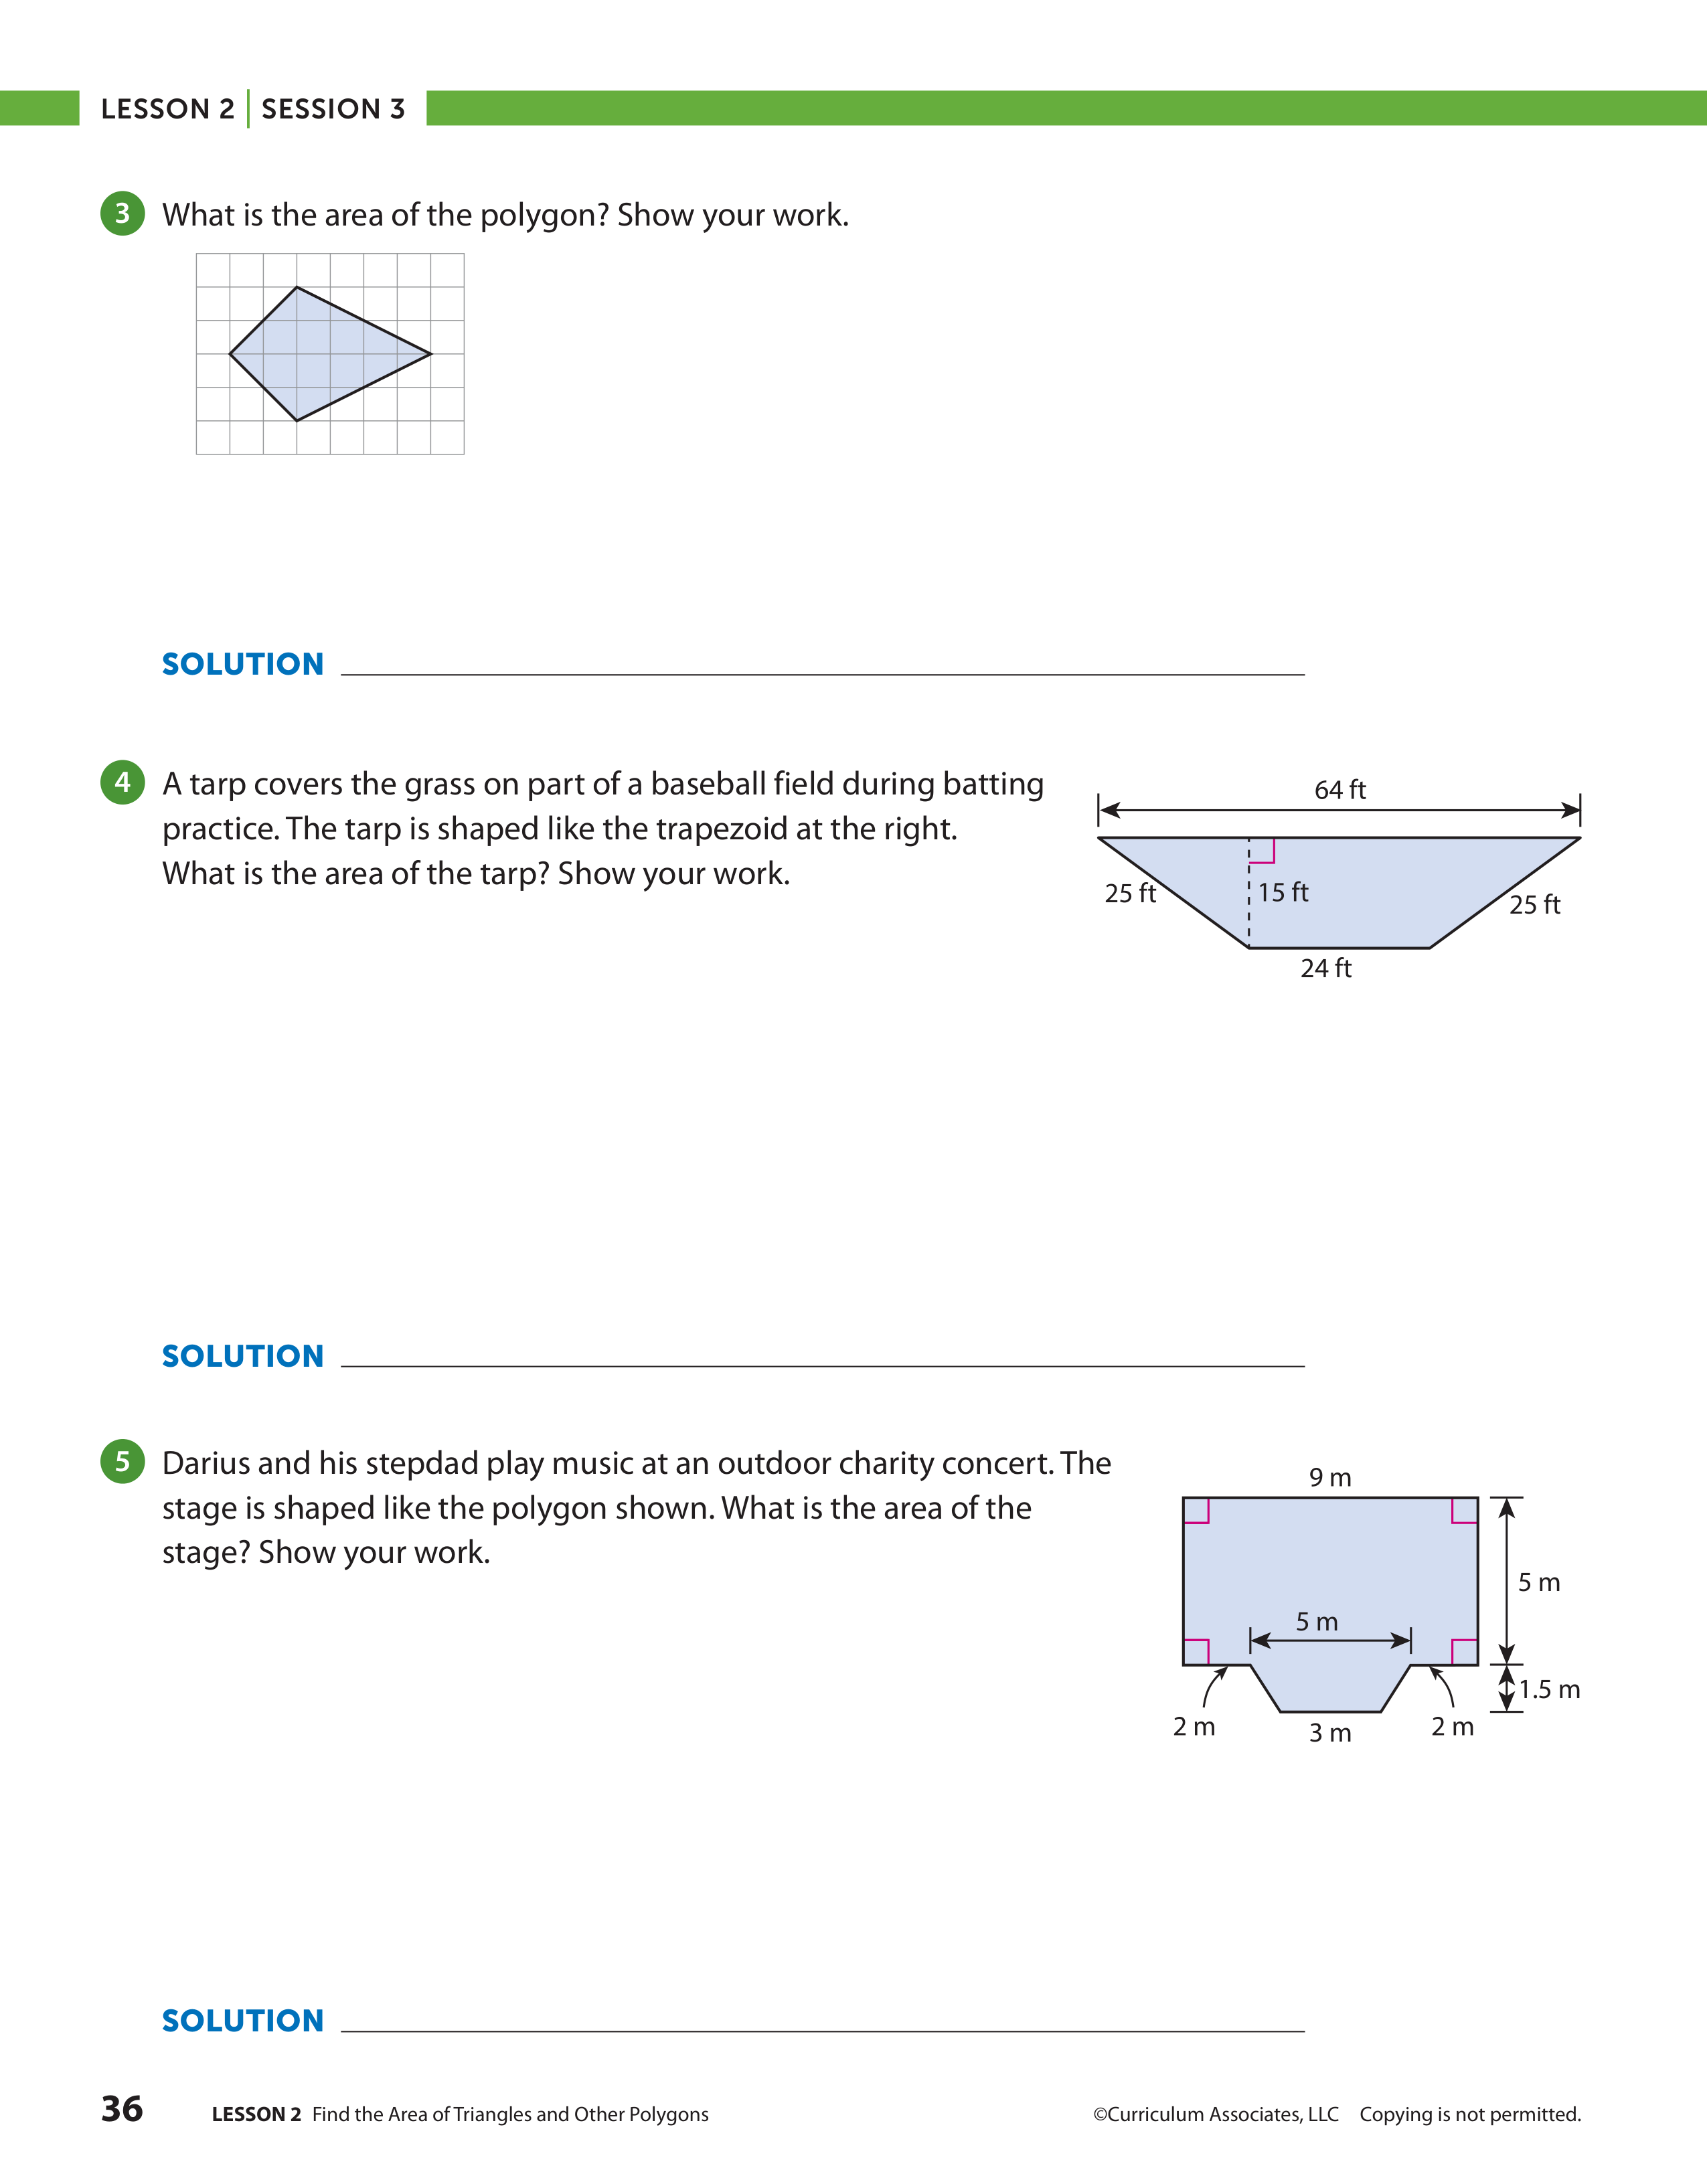 LESSON 2 | SESSION 3
3 What is the area of the polygon? Show your work.
SOLUTION
4 A tarp covers the grass on part of a baseball field during batting
practice. The tarp is shaped like the trapezoid at the right.
What is the area of the tarp? Show your work.
64 ft
25 ft
15 ft
25 ft
24 ft
SOLUTION
5 Darius and his stepdad play music at an outdoor charity concert. The
stage is shaped like the polygon shown. What is the area of the
stage? Show your work.
9 m
5 m
5 m
1.5 m
2 m
3 m
2 m
SOLUTION
36 LESSON 2 Find the Area of Triangles and Other Polygons
©Curriculum Associates, LLC Copying is not permitted.